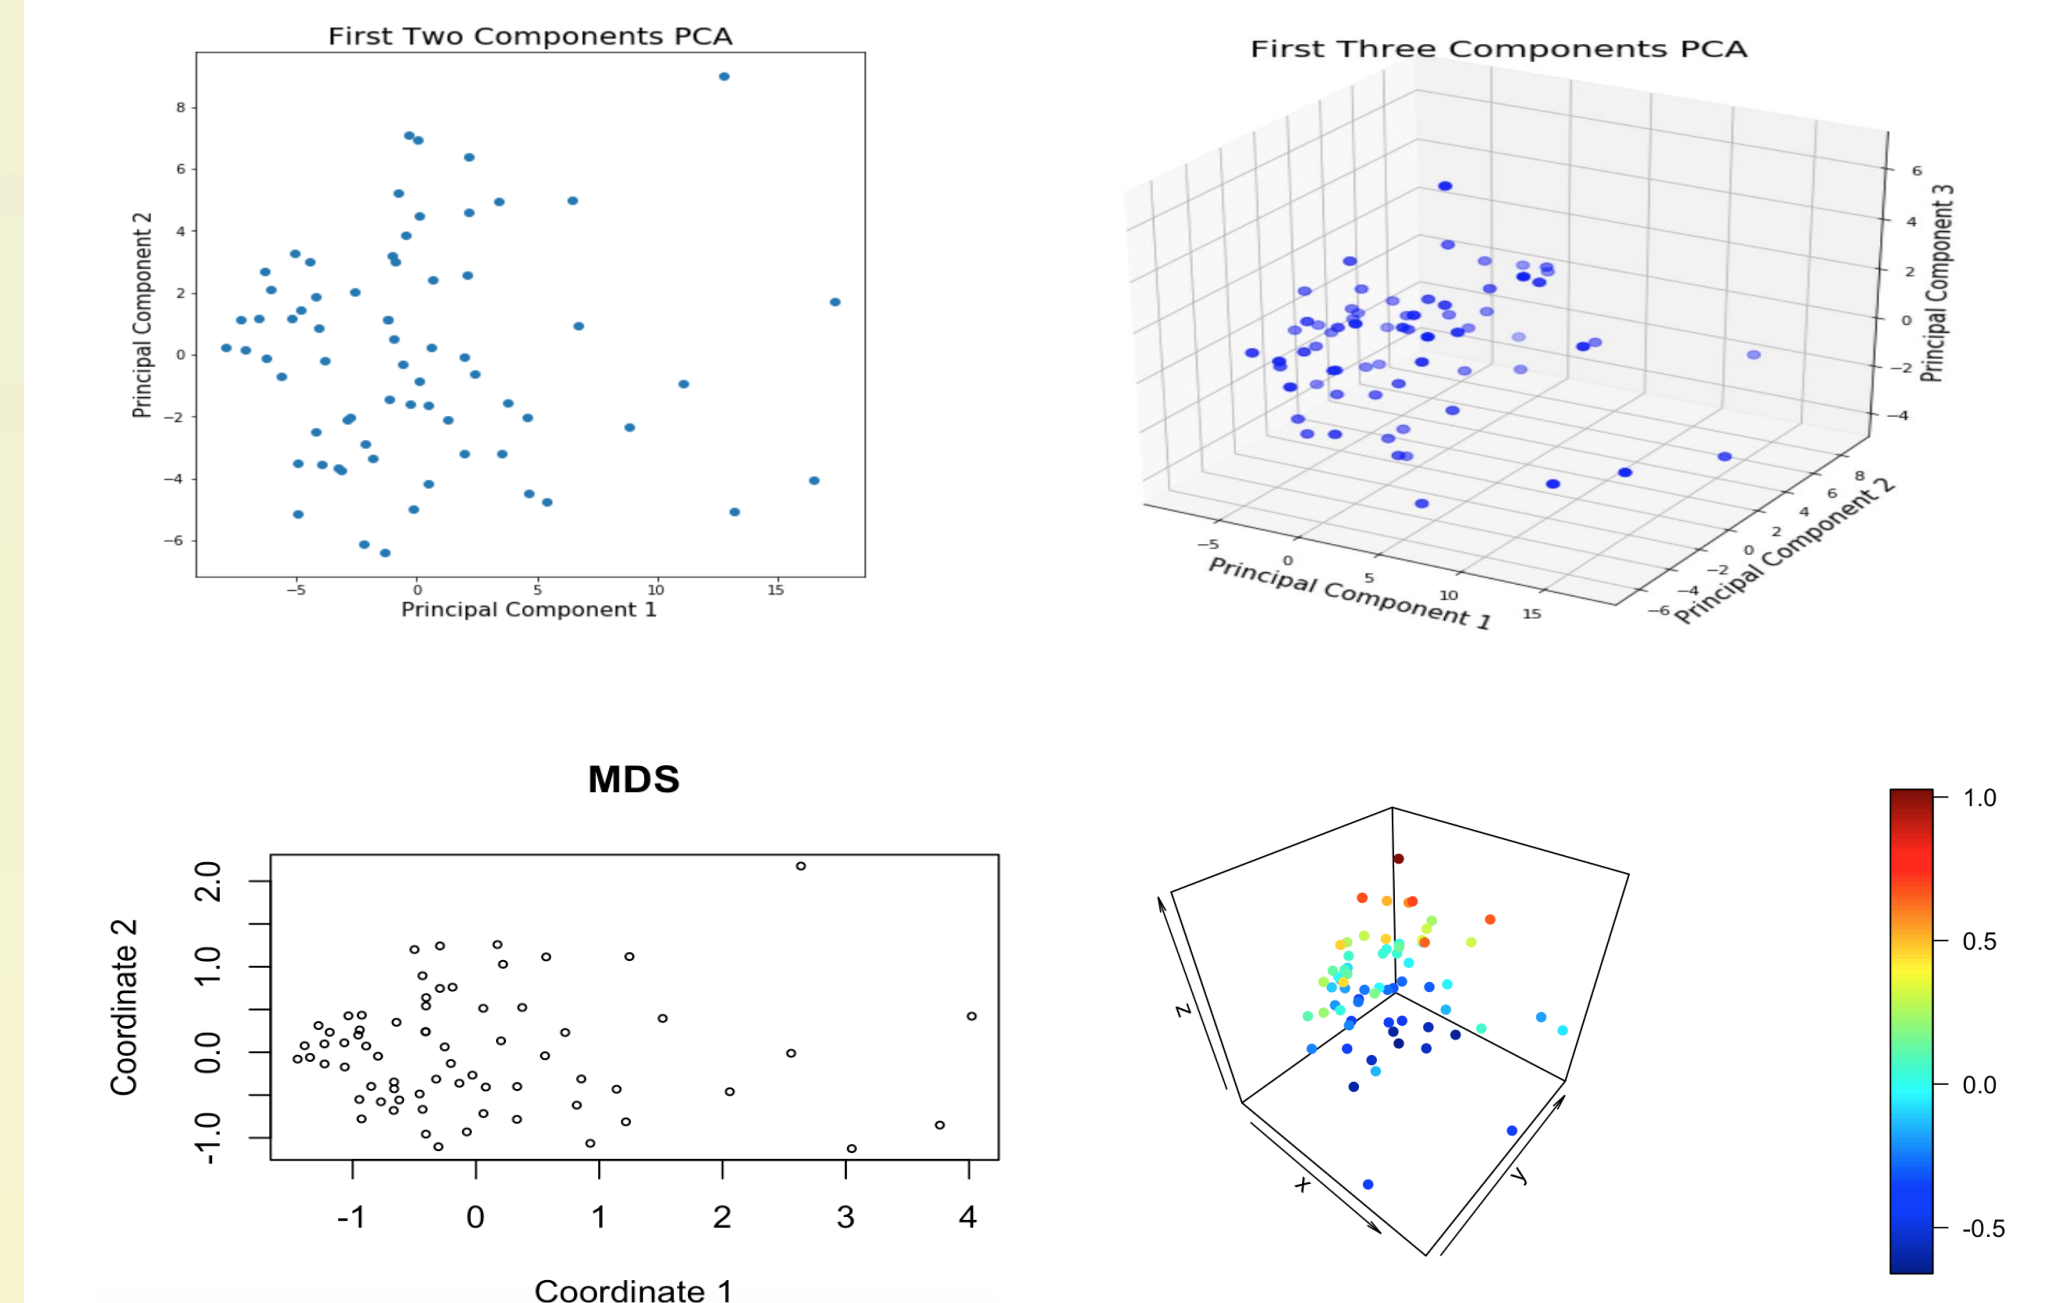 First Two Components PCA
8
6
4
2
0
−2
−4
−6
Principal Component 2
−5 0 5 10 15
Principal Component 1
First Three Components PCA
6
4
2
0
−2
−4
Principal Component 3
−5
0
5
10
15
Principal Component 1
8
6
4
2
0
−2
−4
−6
Principal Component 2
MDS
2.0
1.0
0.0
-1.0
Coordinate 2
-1 0 1 2 3 4
Coordinate 1
z
x
y
1.0
0.5
0.0
-0.5